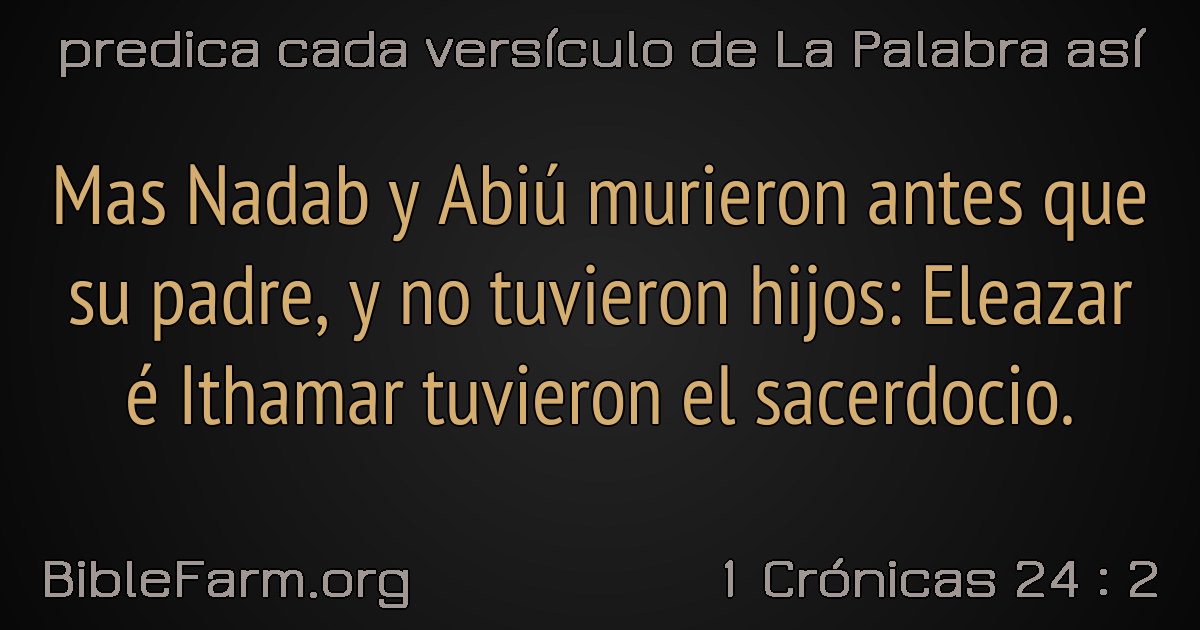 predica cada versículo de La Palabra así
Mas Nadab y Abiú murieron antes que
su padre, y no tuvieron hijos: Eleazar
é Ithamar tuvieron el sacerdocio.
BibleFarm.org
1 Crónicas 24 : 2